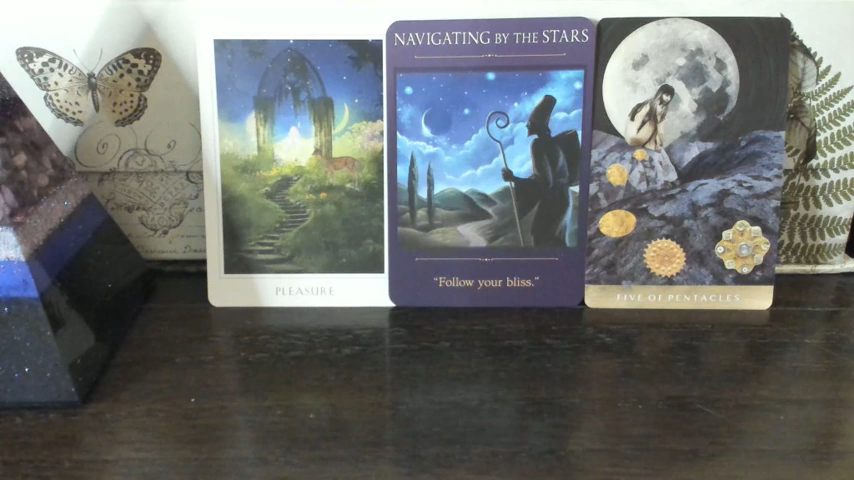 PLEASURE
NAVIGATING BY THE STARS
"Follow your bliss."
FIVE OF PENTACLES